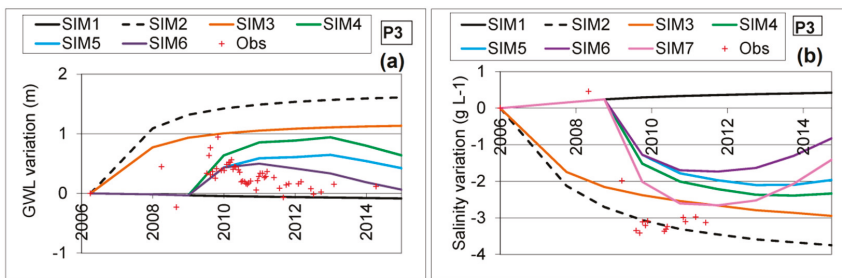 SIM1 SIM2 SIM3 SIM4 P3
SIM5 SIM6 Obs (a)
GWL variation (m)
2
1
0
-1
2006 2008 2010 2012 2014
SIM1 SIM2 SIM3 SIM4 P3
SIM5 SIM6 SIM7 Obs (b)
Salinity variation (g L-1)
1
0
-1
-2
-3
-4
2006 2008 2010 2012 2014